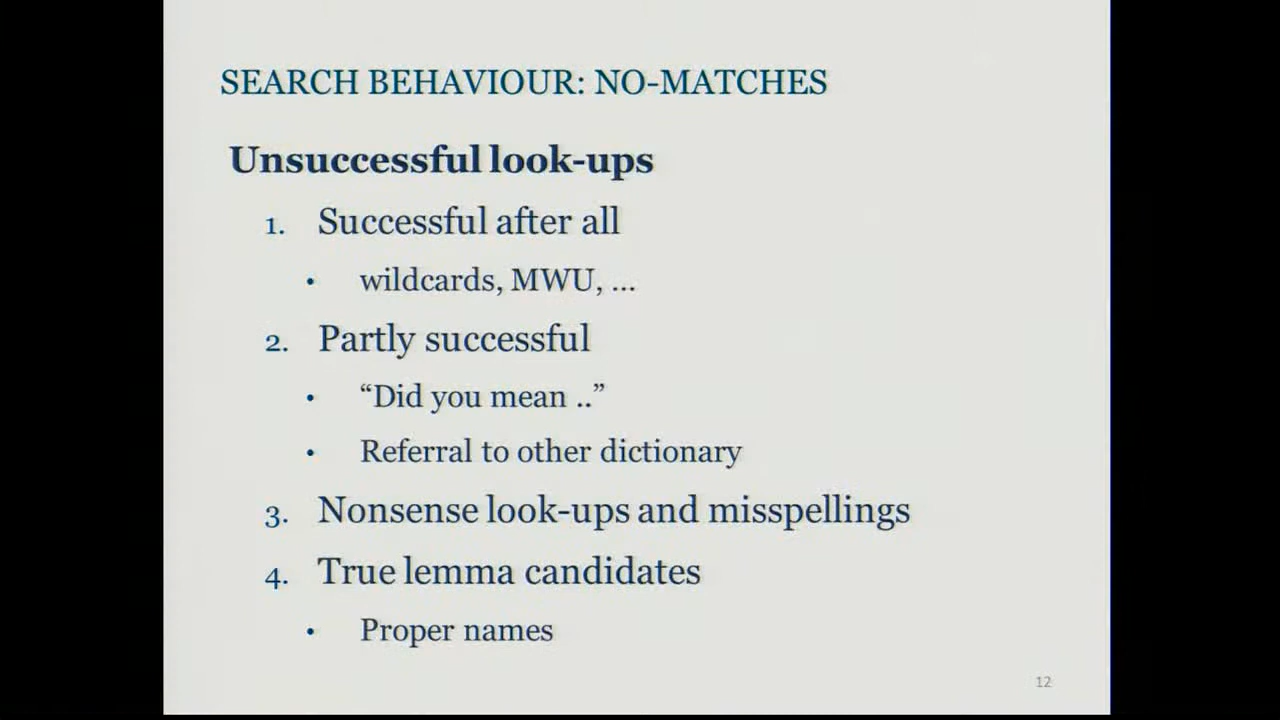 SEARCH BEHAVIOUR: NO-MATCHES
Unsuccessful look-ups
1. Successful after all
• wildcards, MWU, ...
2. Partly successful
• “Did you mean ..”
• Referral to other dictionary
3. Nonsense look-ups and misspellings
4. True lemma candidates
• Proper names
12